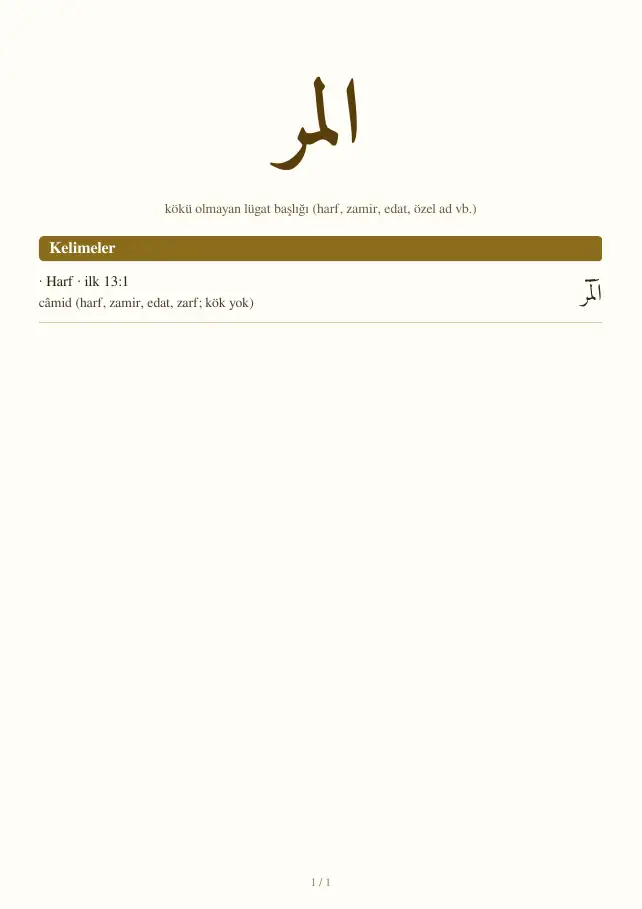 المر
kökü olmayan lügat başlığı (harf, zamir, edat, özel ad vb.)
Kelimeler
· Harf · ilk 13:1
الٓمٓر
câmid (harf, zamir, edat, zarf; kök yok)
1 / 1